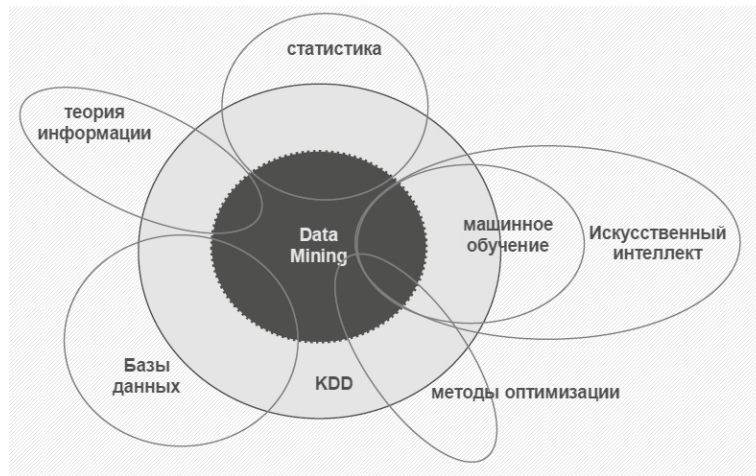 статистика
теория
информации
Data
Mining
машинное
обучение
Искусственный
интеллект
Базы
данных
KDD
методы оптимизации